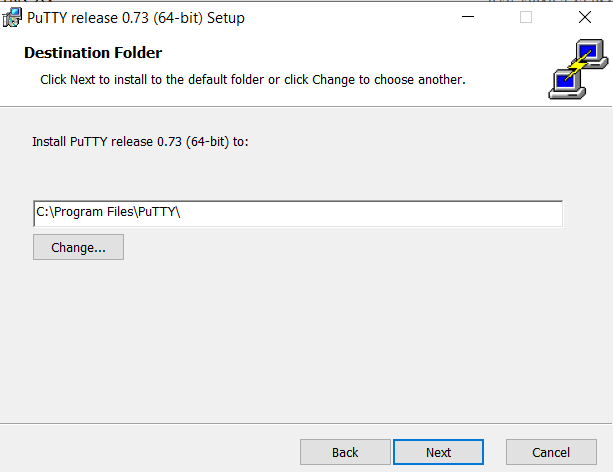 PuTTY release 0.73 (64-bit) Setup
Destination Folder
Click Next to install to the default folder or click Change to choose another.
Install PuTTY release 0.73 (64-bit) to:
C:\Program Files\PuTTY\
Change...
Back Next Cancel